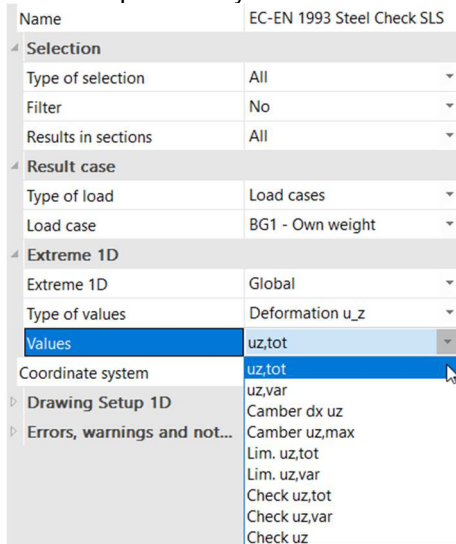 Name EC-EN 1993 Steel Check SLS
Selection
Type of selection All
Filter No
Results in sections All
Result case
Type of load Load cases
Load case BG1 - Own weight
Extreme 1D
Extreme 1D Global
Type of values Deformation u_z
Values uz,tot
Coordinate system uz,tot
uz,var
Drawing Setup 1D Camber dx uz
Errors, warnings and not... Camber uz,max
Lim. uz,tot
Lim. uz,var
Check uz,tot
Check uz,var
Check uz